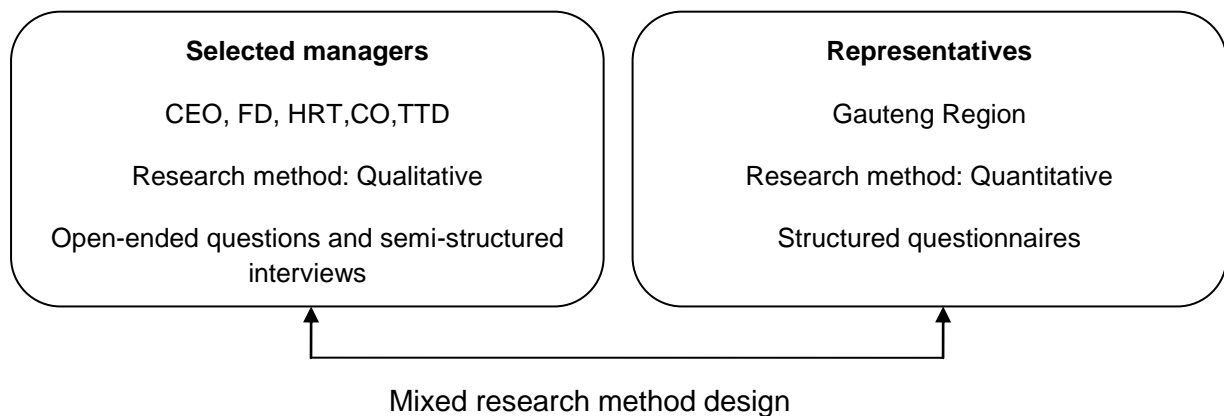 Selected managers
CEO, FD, HRT,CO,TTD
Research method: Qualitative
Open-ended questions and semi-structured
interviews
Representatives
Gauteng Region
Research method: Quantitative
Structured questionnaires
Mixed research method design